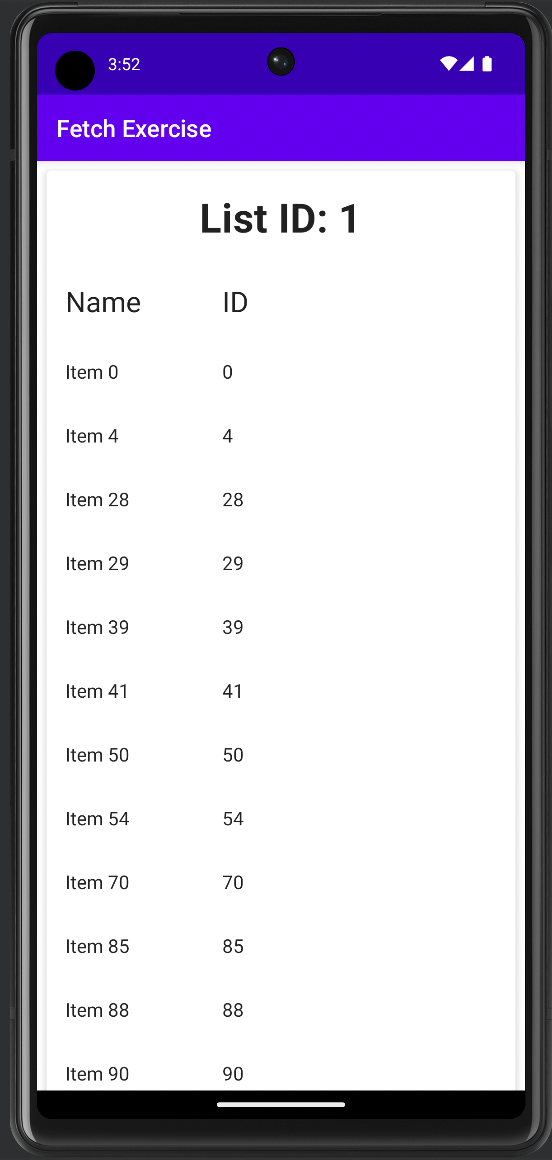 3:52
Fetch Exercise
List ID: 1
Name ID
Item 0 0
Item 4 4
Item 28 28
Item 29 29
Item 39 39
Item 41 41
Item 50 50
Item 54 54
Item 70 70
Item 85 85
Item 88 88
Item 90 90